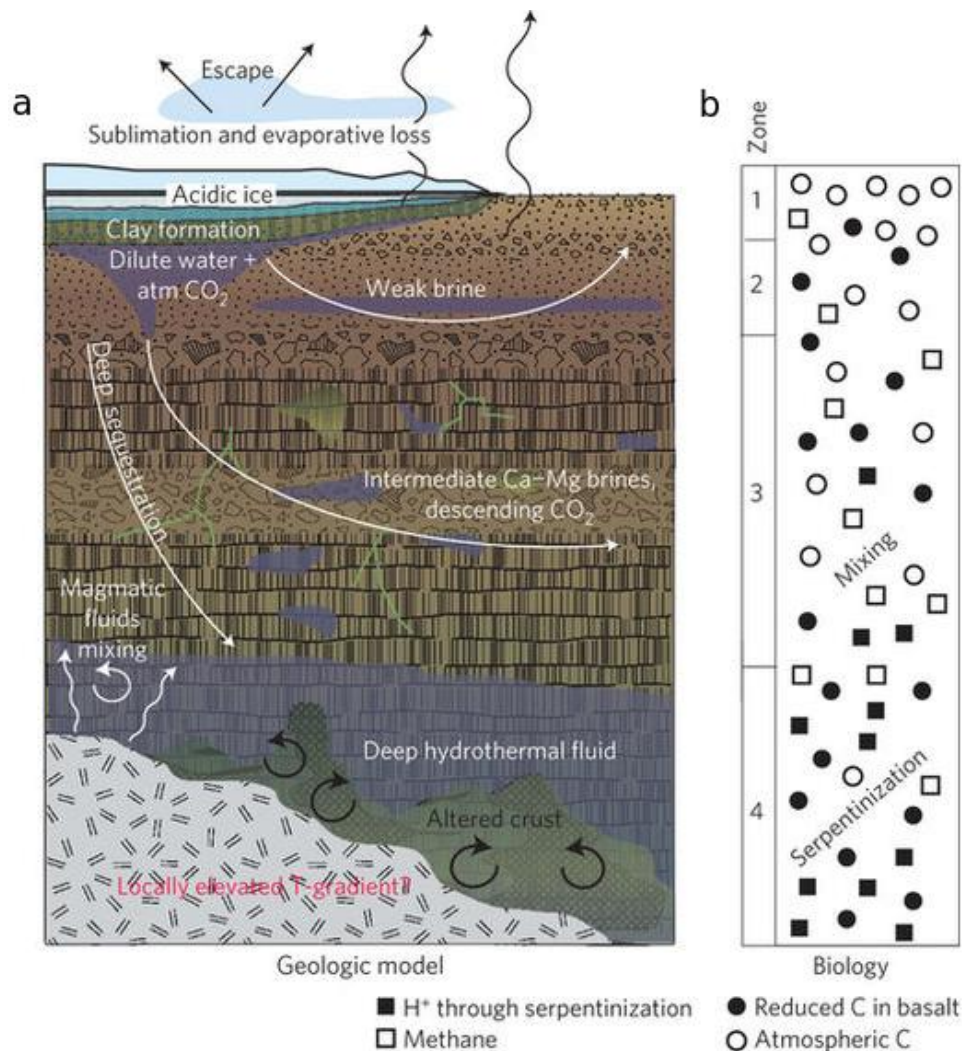 a
Escape
Sublimation and evaporative loss
Acidic ice
Clay formation
Dilute water +
atm CO₂
Weak brine
Deep sequestration
Intermediate Ca–Mg brines,
descending CO₂
Magmatic
fluids
mixing
Deep hydrothermal fluid
Altered crust
Locally elevated T-gradient?
Geologic model
b
Zone
1
2
3
Mixing
4
Serpentinization
Biology
H⁺ through serpentinization
Reduced C in basalt
Methane
Atmospheric C